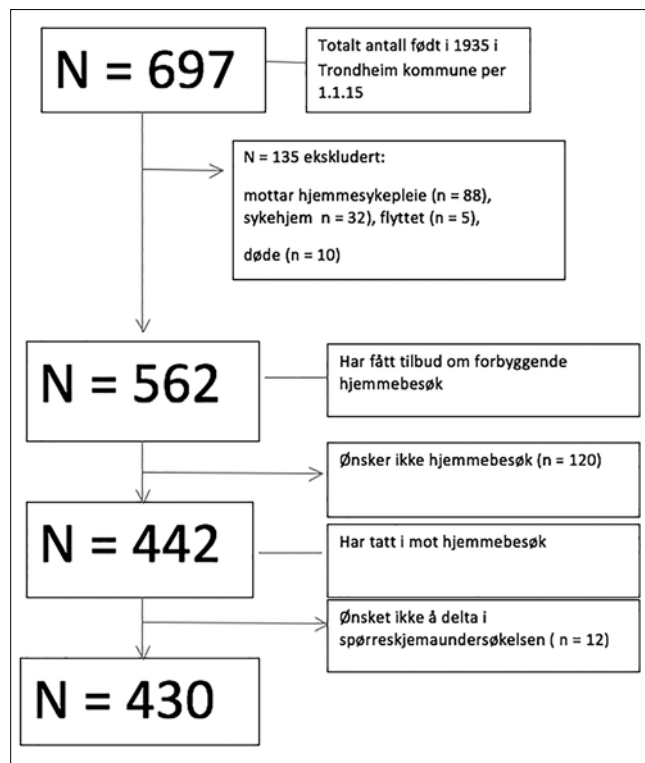 N = 697
Totalt antall født i 1935 i
Trondheim kommune per
1.1.15
N = 135 ekskludert:
mottar hjemmesykepleie (n = 88),
sykehjem  n = 32), flyttet (n = 5),
døde (n = 10)
N = 562
Har fått tilbud om forbyggende
hjemmebesøk
Ønsker ikke hjemmebesøk (n = 120)
N = 442
Har tatt i mot hjemmebesøk
Ønsket ikke å delta i
spørreskjemaundersøkelsen ( n = 12)
N = 430